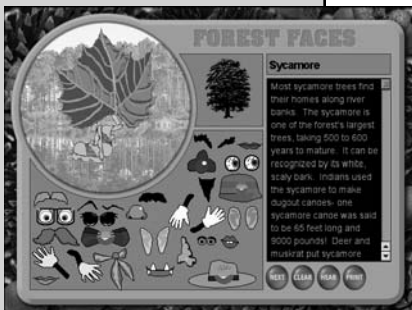 FOREST FACES
Sycamore
Most sycamore trees find
their homes along river
banks. The sycamore is
one of the forest's largest
trees, taking 500 to 600
years to mature. It can be
recognized by its white,
scaly bark. Indians used
the sycamore to make
dugout canoes- one
sycamore canoe was said
to be 65 feet long and
9000 pounds! Deer and
muskrat put sycamore
NEXT CLEAR HEAR PRINT